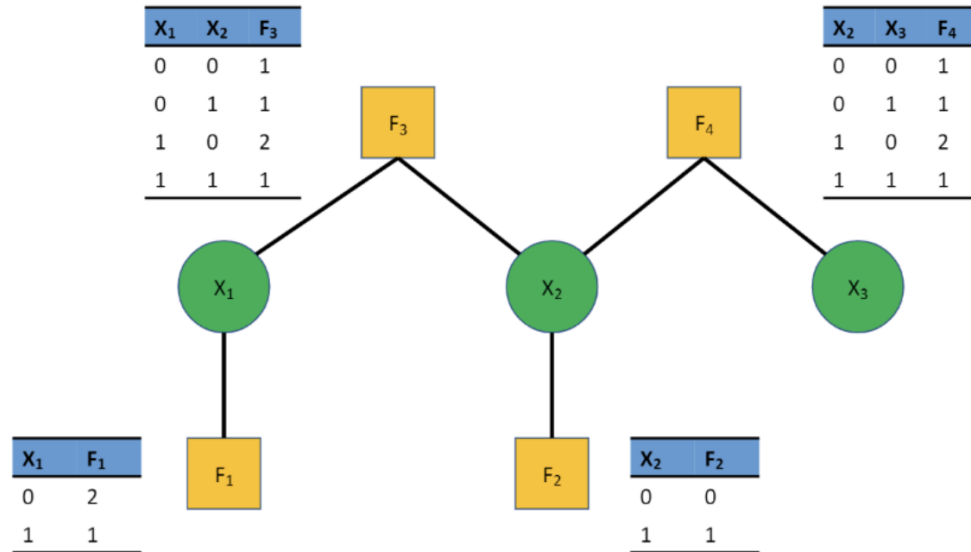 X₁ X₂ F₃
0 0 1
0 1 1
1 0 2
1 1 1
X₂ X₃ F₄
0 0 1
0 1 1
1 0 2
1 1 1
F₃
F₄
X₁
X₂
X₃
X₁ F₁
0 2
1 1
F₁
F₂
X₂ F₂
0 0
1 1